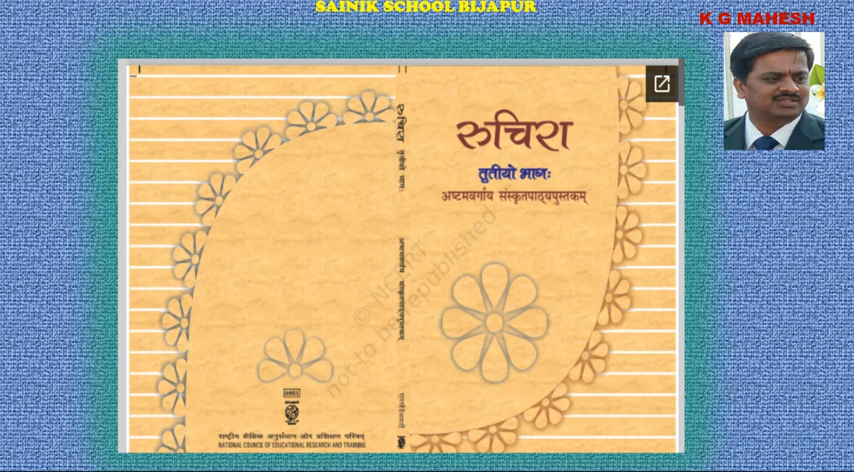 SAINIK SCHOOL BIJAPUR
K G MAHESH
रुचिरा
तृतीयो भागः
अष्टमवर्गाय संस्कृतपाठ्यपुस्तकम्
रुचिरा तृतीयो भागः
© NCERT
not to be republished
0851
राष्ट्रीय शैक्षिक अनुसंधान और प्रशिक्षण परिषद्
NATIONAL COUNCIL OF EDUCATIONAL RESEARCH AND TRAINING